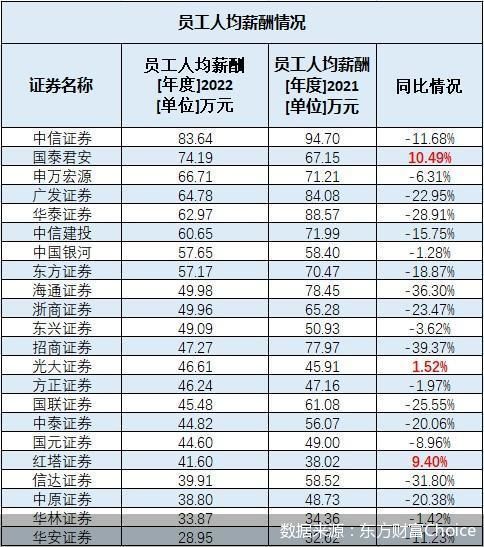 员工人均薪酬情况
证券名称 员工人均薪酬[年度]2022[单位]万元 员工人均薪酬[年度]2021[单位]万元 同比情况
中信证券 83.64 94.70 -11.68%
国泰君安 74.19 67.15 10.49%
申万宏源 66.71 71.21 -6.31%
广发证券 64.78 84.08 -22.95%
华泰证券 62.97 88.57 -28.91%
中信建投 60.65 71.99 -15.75%
中国银河 57.65 58.40 -1.28%
东方证券 57.17 70.47 -18.87%
海通证券 49.98 78.45 -36.30%
浙商证券 49.96 65.28 -23.47%
东兴证券 49.09 50.93 -3.62%
招商证券 47.27 77.97 -39.37%
光大证券 46.61 45.91 1.52%
方正证券 46.24 47.16 -1.97%
国联证券 45.48 61.08 -25.55%
中泰证券 44.82 56.07 -20.06%
国元证券 44.60 49.00 -8.96%
红塔证券 41.60 38.02 9.40%
信达证券 39.91 58.52 -31.80%
中原证券 38.80 48.73 -20.38%
华林证券 33.87 34.36 -1.42%
华安证券 28.95
数据来源：东方财富Choice